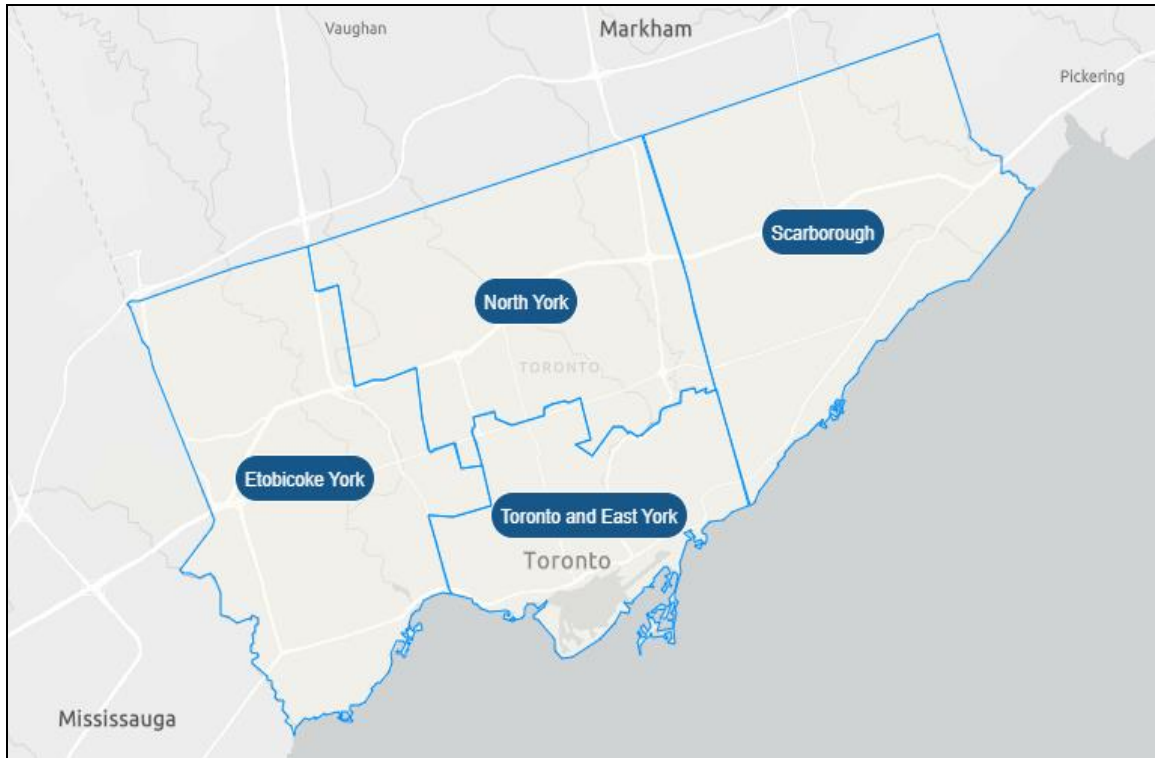 Vaughan
Markham
Pickering
Scarborough
North York
TORONTO
Etobicoke York
Toronto and East York
Toronto
Mississauga